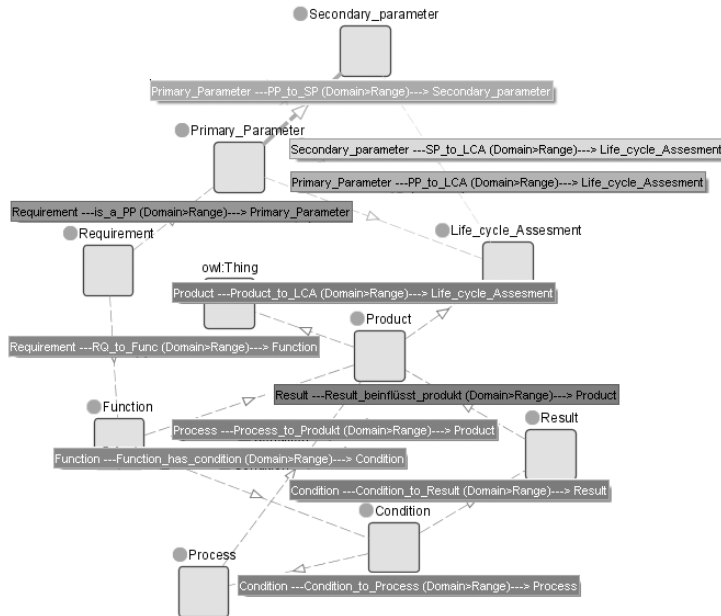 Secondary_parameter
Primary_Parameter ---PP_to_SP (Domain>Range)---> Secondary_parameter
Primary_Parameter
Secondary_parameter ---SP_to_LCA (Domain>Range)---> Life_cycle_Assesment
Primary_Parameter ---PP_to_LCA (Domain>Range)---> Life_cycle_Assesment
Requirement ---is_a_PP (Domain>Range)---> Primary_Parameter
Requirement
Life_cycle_Assesment
owl:Thing
Product ---Product_to_LCA (Domain>Range)---> Life_cycle_Assesment
Product
Requirement ---RQ_to_Func (Domain>Range)---> Function
Result ---Result_beinflüsst_produkt (Domain>Range)---> Product
Function
Result
Process ---Process_to_Produkt (Domain>Range)---> Product
Function ---Function_has_condition (Domain>Range)---> Condition
Condition ---Condition_to_Result (Domain>Range)---> Result
Condition
Process
Condition ---Condition_to_Process (Domain>Range)---> Process